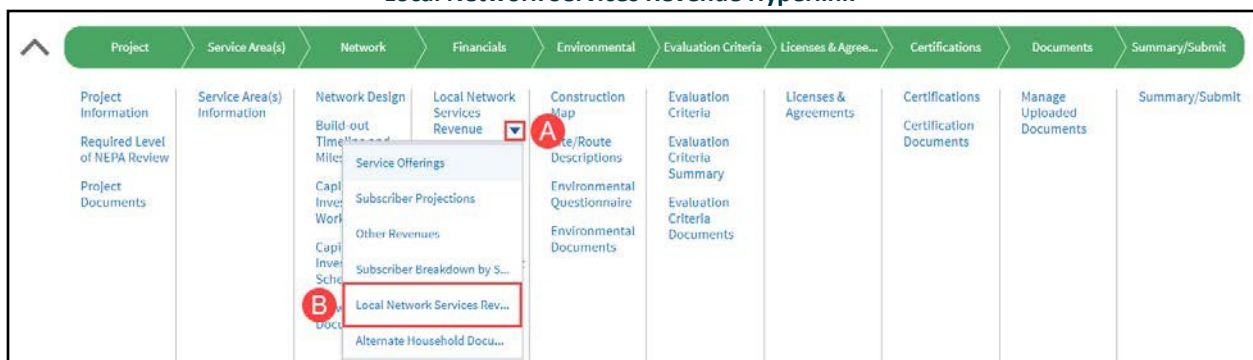 Local Network Services Revenue Hyperlink
Project
Service Area(s)
Network
Financials
Environmental
Evaluation Criteria
Licenses & Agree...
Certifications
Documents
Summary/Submit
Project
Information
Required Level
of NEPA Review
Project
Documents
Service Area(s)
Information
Network Design
Build-out
Timeline and
Miles
Capi
Inves
Work
Capi
Inves
Sche
Docu
Local Network
Services
Revenue
A
Service Offerings
Subscriber Projections
Other Revenues
Subscriber Breakdown by S...
B
Local Network Services Rev...
Alternate Household Docu...
Construction
Map
ite/Route
Descriptions
Environmental
Questionnaire
Environmental
Documents
Evaluation
Criteria
Evaluation
Criteria
Summary
Evaluation
Criteria
Documents
Licenses &
Agreements
Certifications
Certification
Documents
Manage
Uploaded
Documents
Summary/Submit